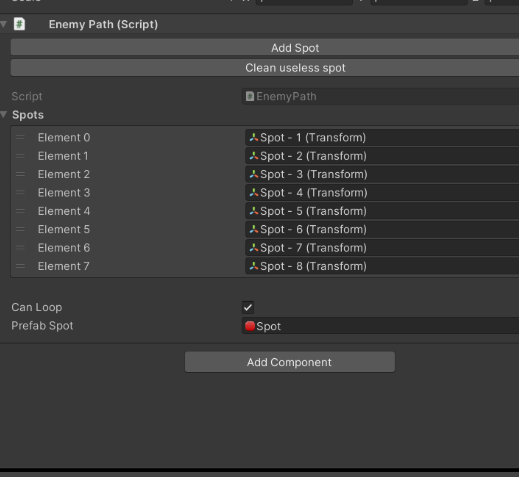 Enemy Path (Script)
Add Spot
Clean useless spot
Script EnemyPath
Spots
Element 0 Spot - 1 (Transform)
Element 1 Spot - 2 (Transform)
Element 2 Spot - 3 (Transform)
Element 3 Spot - 4 (Transform)
Element 4 Spot - 5 (Transform)
Element 5 Spot - 6 (Transform)
Element 6 Spot - 7 (Transform)
Element 7 Spot - 8 (Transform)
Can Loop
Prefab Spot Spot
Add Component